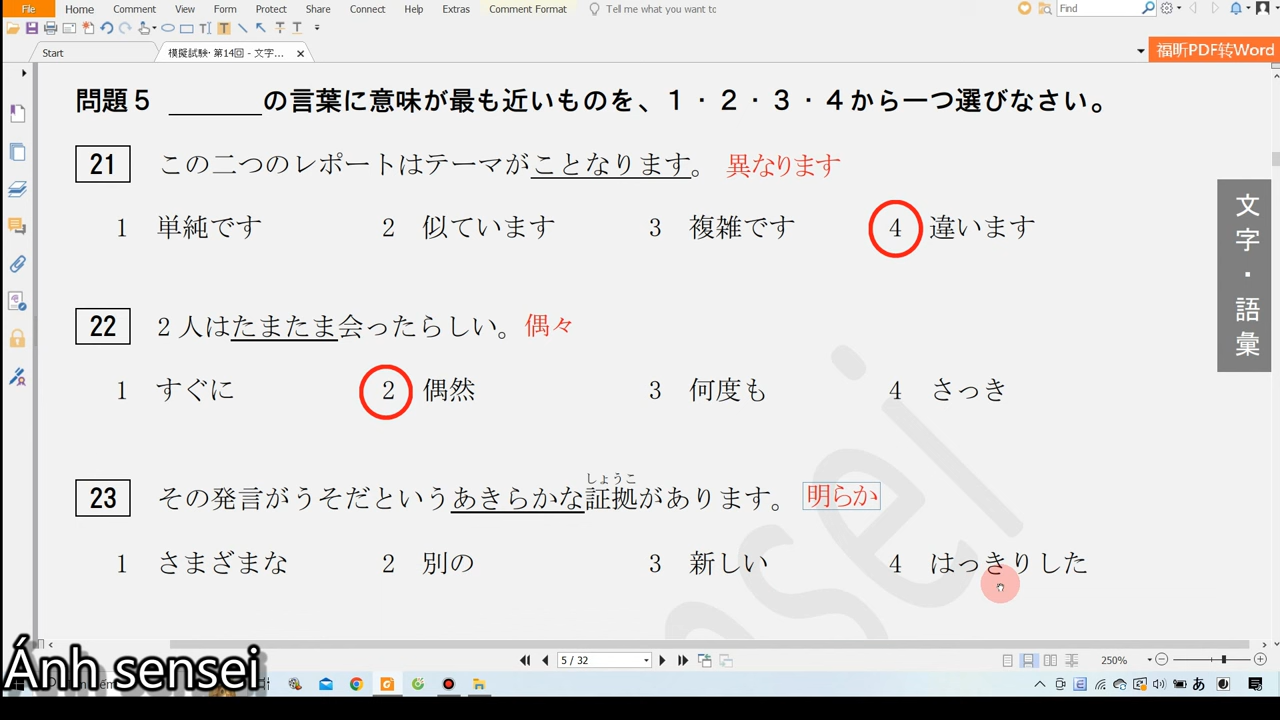 File Home Comment View Form Protect Share Connect Help Extras Comment Format Tell me what you want to Find
Start 模擬試験・第14回 - 文字... 福昕PDF转Word
問題5 ______の言葉に意味が最も近いものを、1・2・3・4から一つ選びなさい。
21 この二つのレポートはテーマがことなります。 異なります
1 単純です 2 似ています 3 複雑です 4 違います
22 2人はたまたま会ったらしい。 偶々
1 すぐに 2 偶然 3 何度も 4 さっき
しょうこ
23 その発言がうそだというあきらかな証拠があります。 明らか
1 さまざまな 2 別の 3 新しい 4 はっきりした
文字・語彙
sei
Ánh sensei
5 / 32 250%